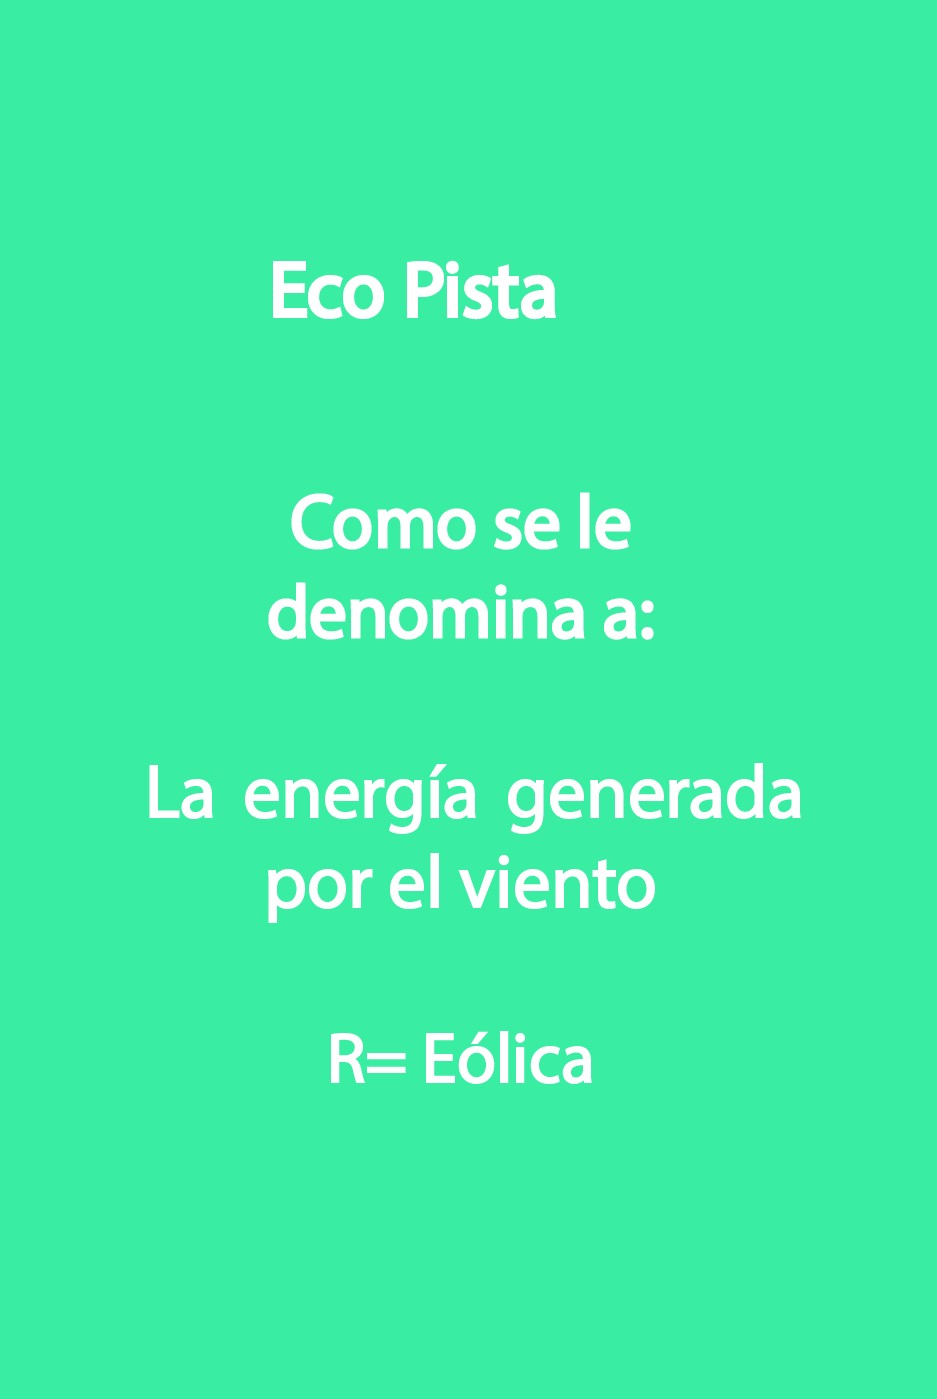 Eco Pista
Como se le
denomina a:
La energía generada
por el viento
R= Eólica